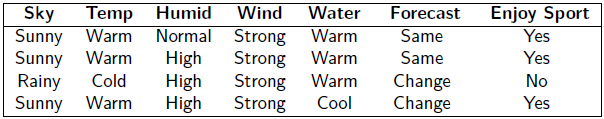 Sky Temp Humid Wind Water Forecast Enjoy Sport
Sunny Warm Normal Strong Warm Same Yes
Sunny Warm High Strong Warm Same Yes
Rainy Cold High Strong Warm Change No
Sunny Warm High Strong Cool Change Yes